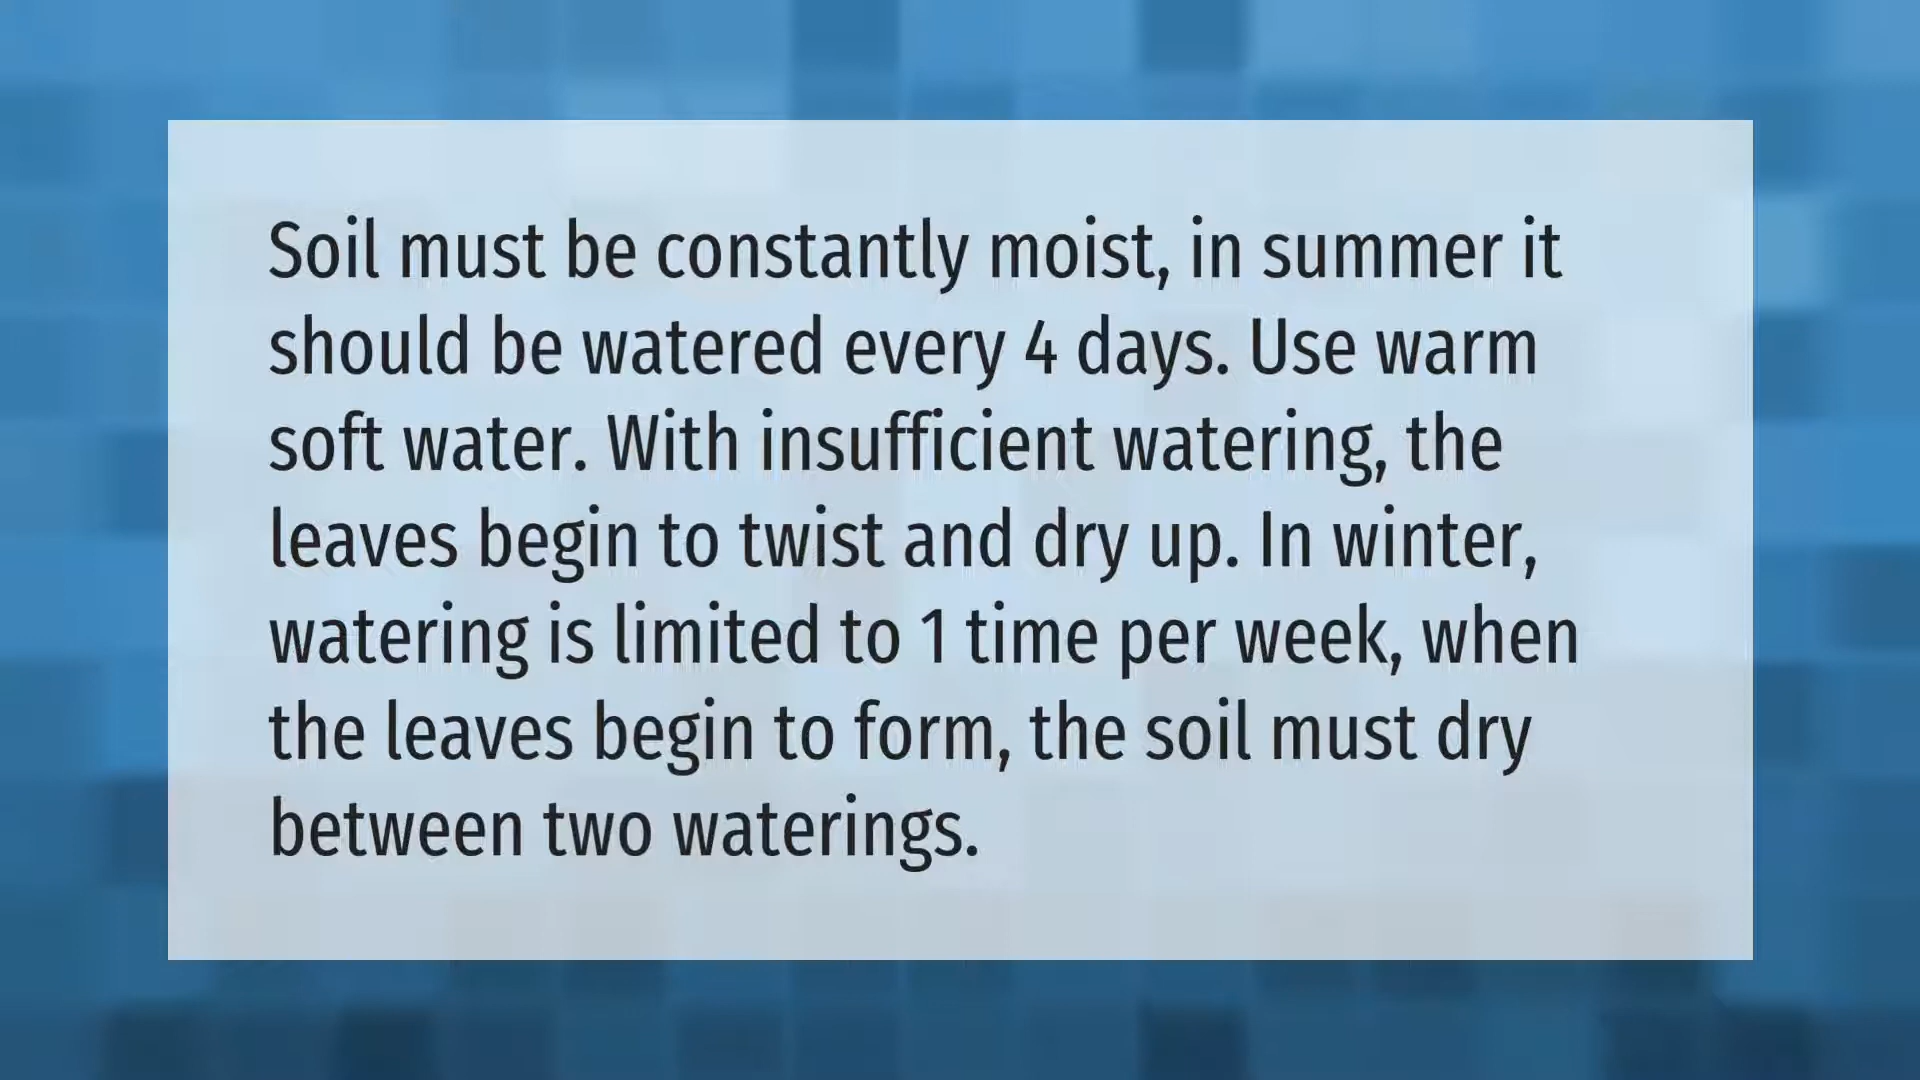 Soil must be constantly moist, in summer it
should be watered every 4 days. Use warm
soft water. With insufficient watering, the
leaves begin to twist and dry up. In winter,
watering is limited to 1 time per week, when
the leaves begin to form, the soil must dry
between two waterings.